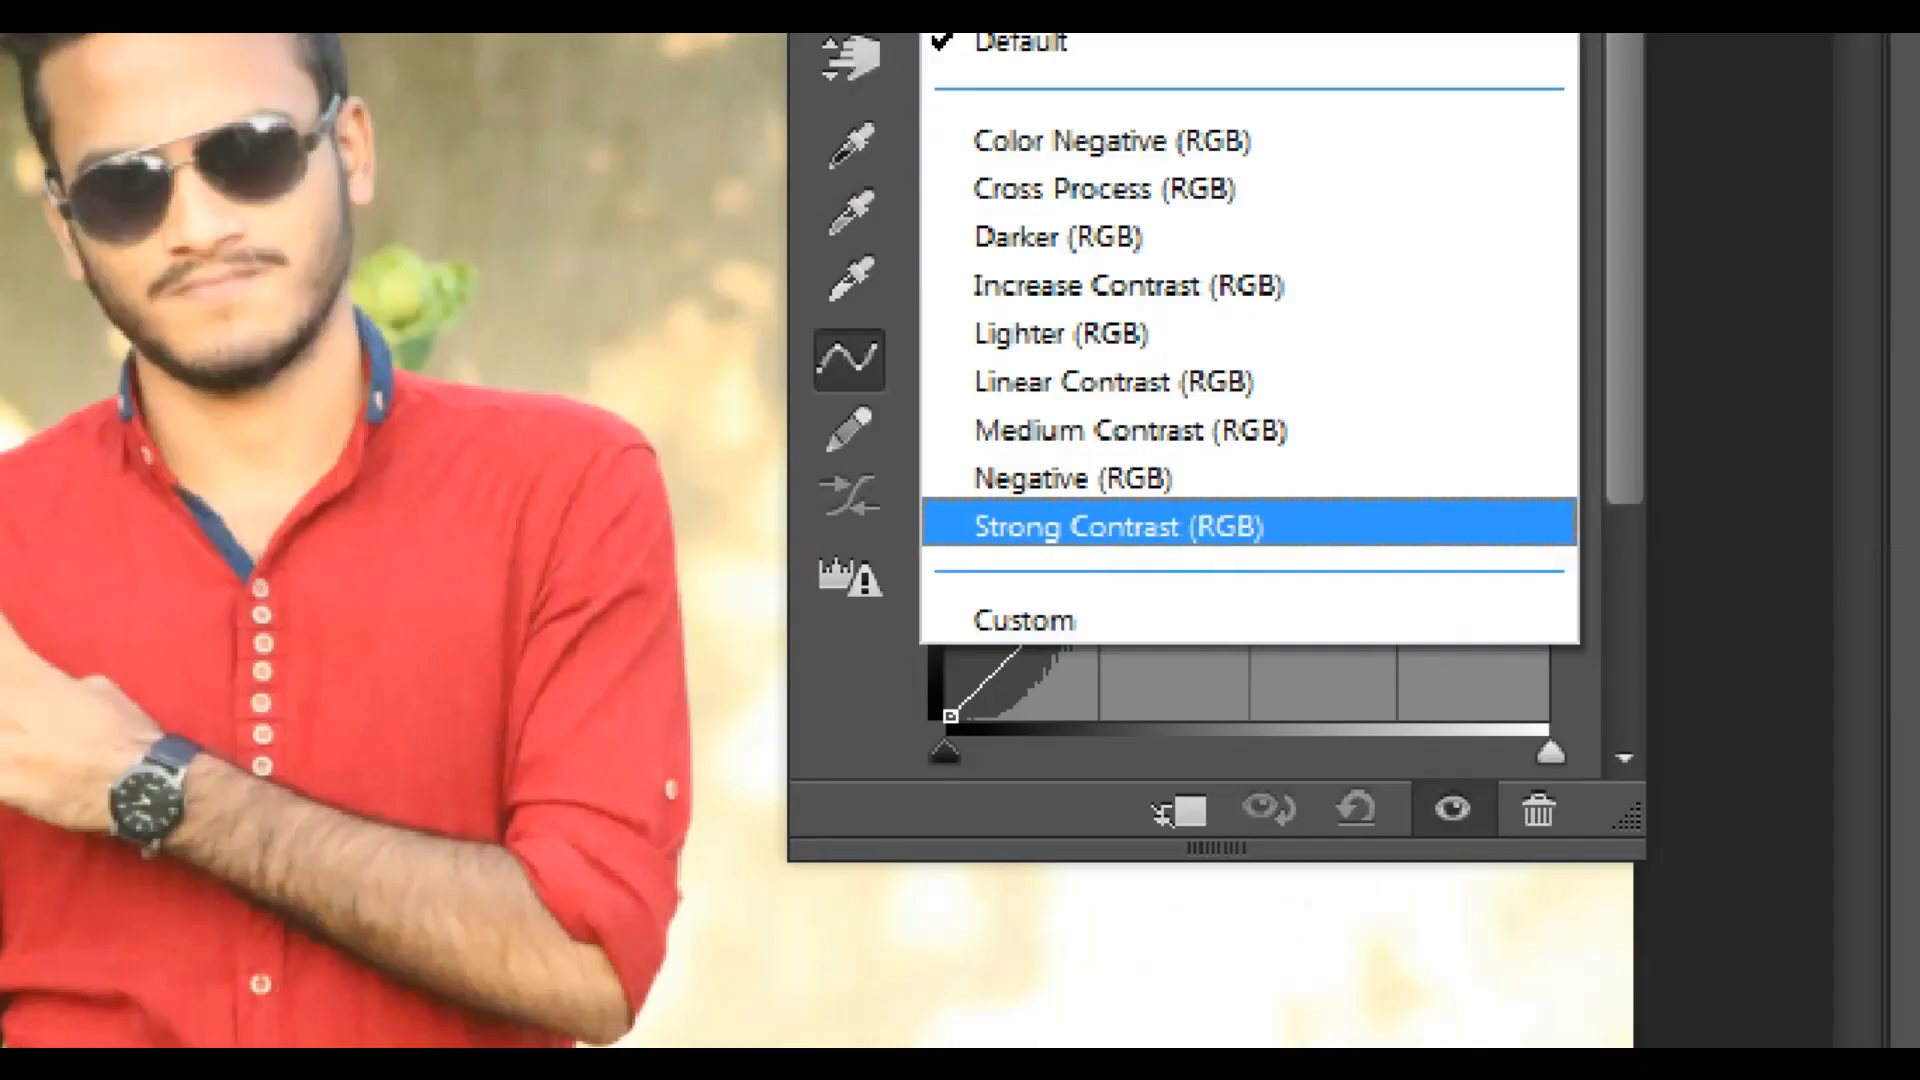 Default
Color Negative (RGB)
Cross Process (RGB)
Darker (RGB)
Increase Contrast (RGB)
Lighter (RGB)
Linear Contrast (RGB)
Medium Contrast (RGB)
Negative (RGB)
Strong Contrast (RGB)
Custom